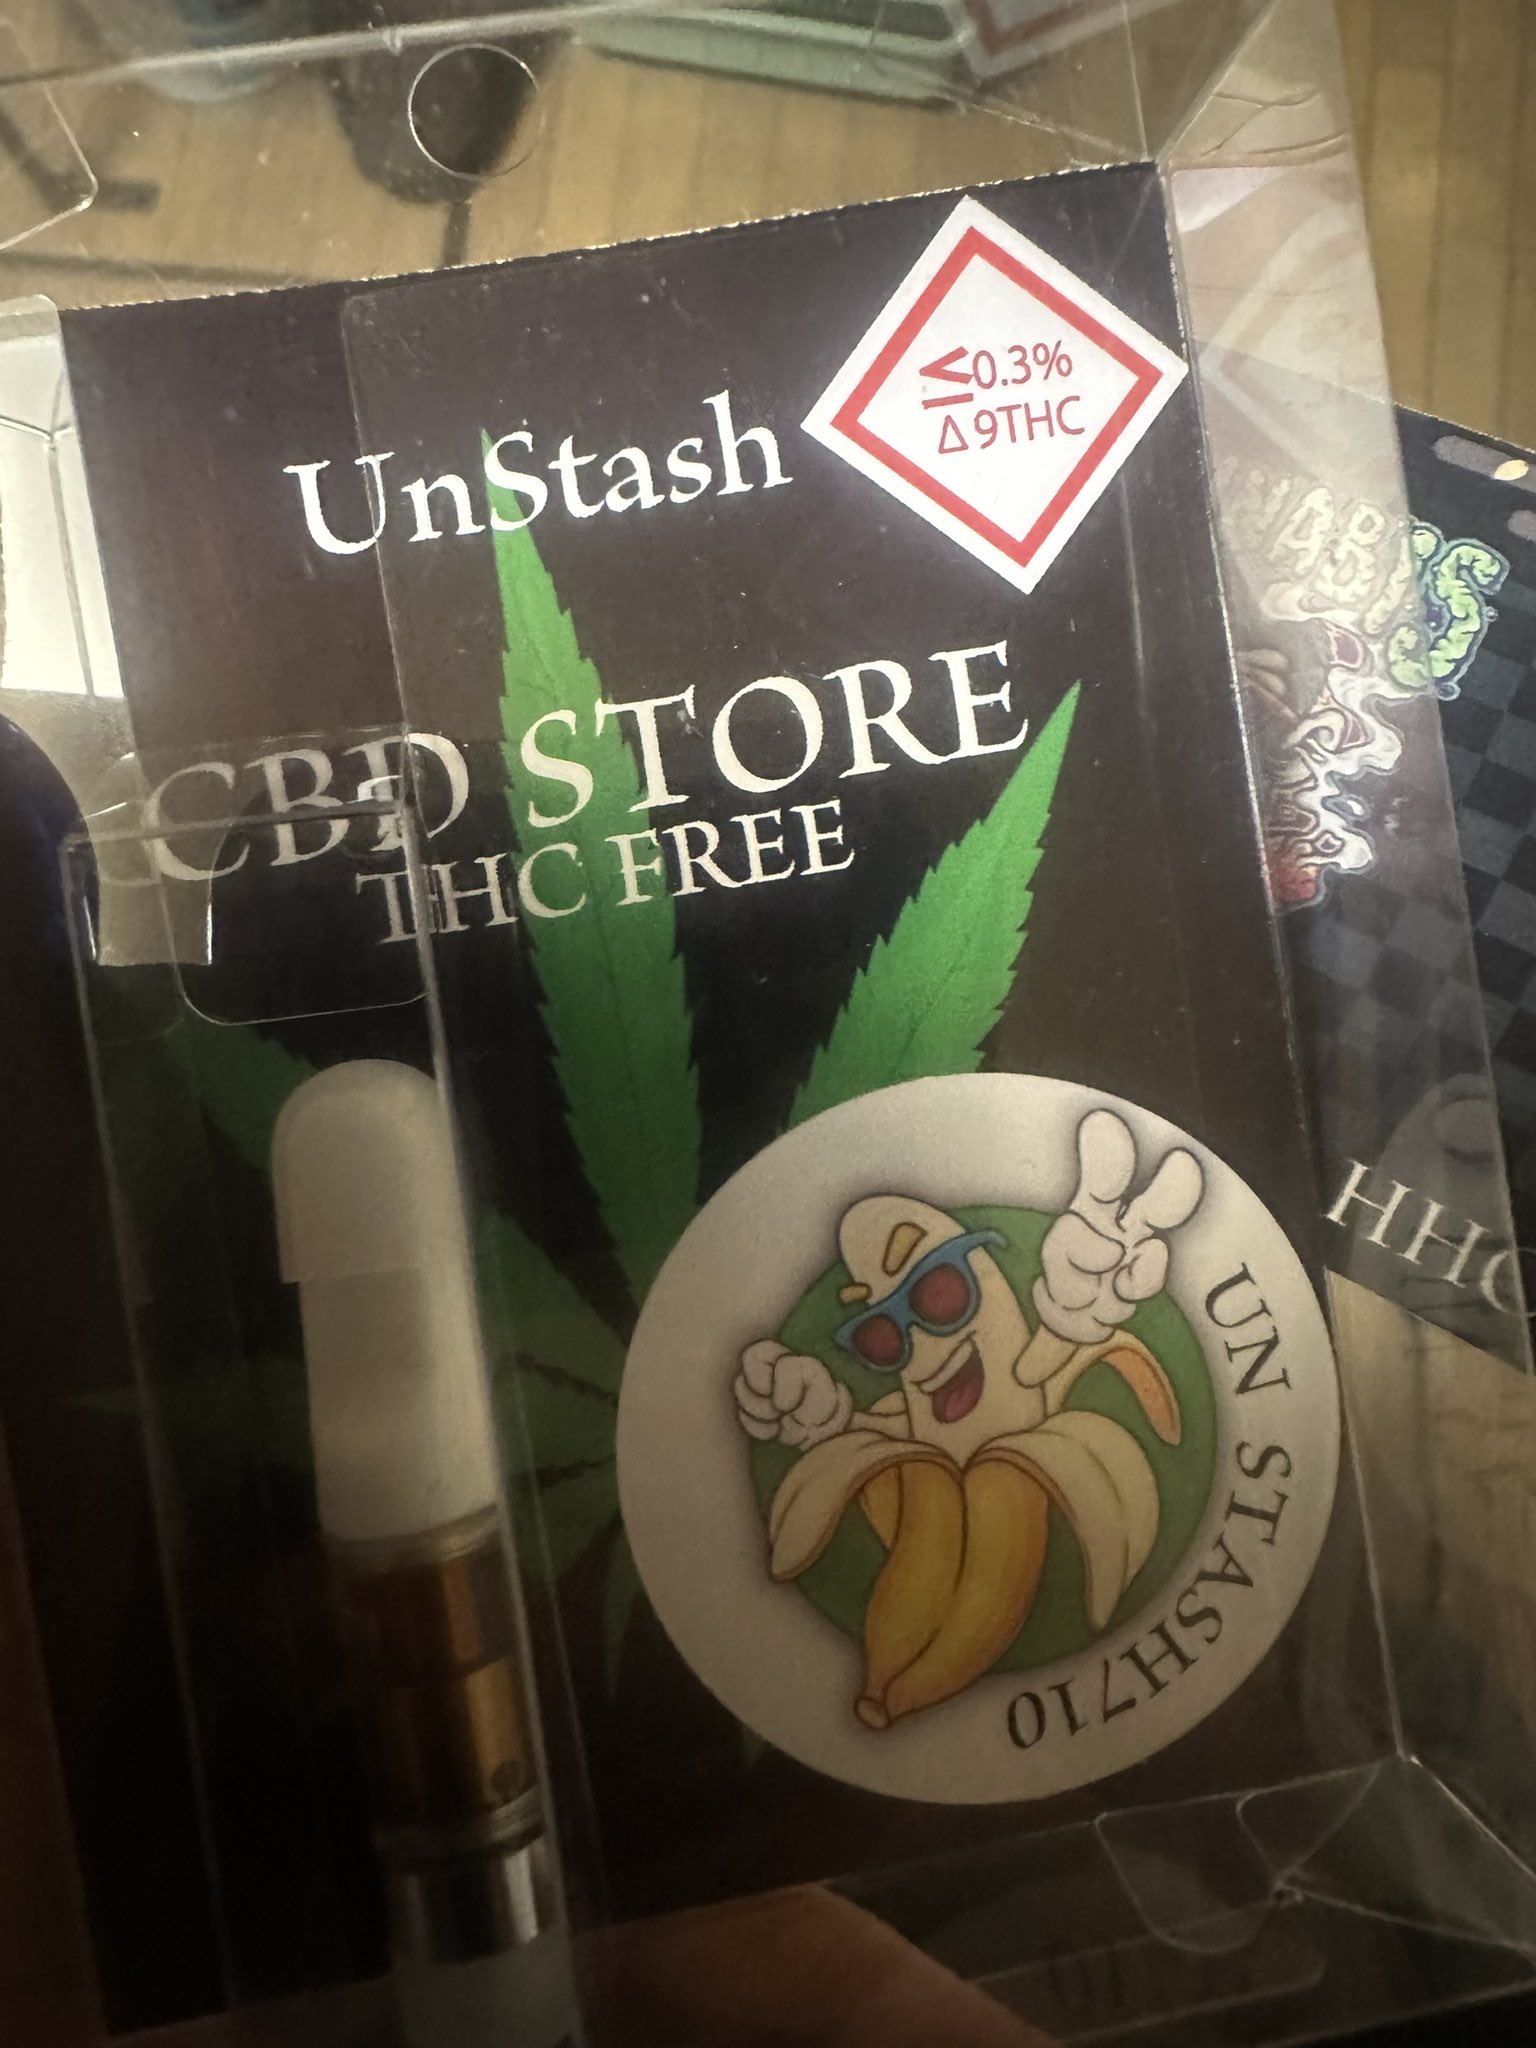 ≤0.3%
Δ9THC
UnStash
CBD STORE
THC FREE
UN STASH710
HHC